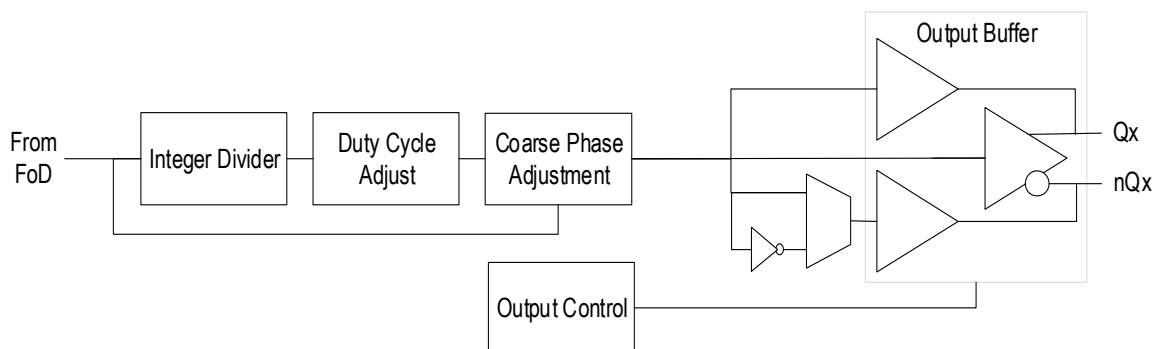 Output Buffer
From
FoD
Integer Divider
Duty Cycle
Adjust
Coarse Phase
Adjustment
Qx
nQx
Output Control